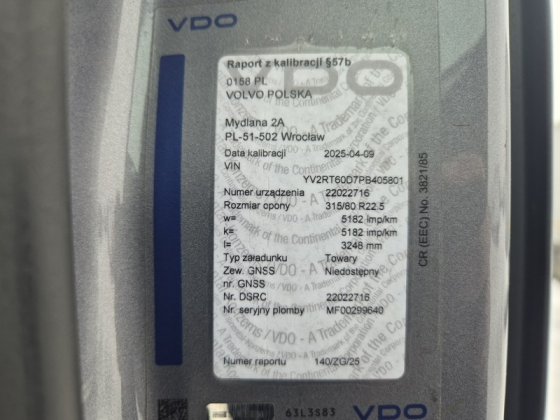 VDO
Raport z kalibracji §57b
0158 PL
VOLVO POLSKA
Mydlana 2A
PL-51-502 Wrocław
Data kalibracji 2025-04-09
VIN
YV2RT60D7PB405801
Numer urządzenia 22022716
Rozmiar opony 315/80 R22.5
w= 5182 imp/km
k= 5182 imp/km
l= 3248 mm
Typ załadunku Towary
Zew. GNSS Niedostępny
nr. GNSS
Nr. DSRC 22022716
Nr. seryjny plomby MF00299640
Numer raportu 140/ZG/25
CR (EEC) No. 3821/85
63L3583
VDO